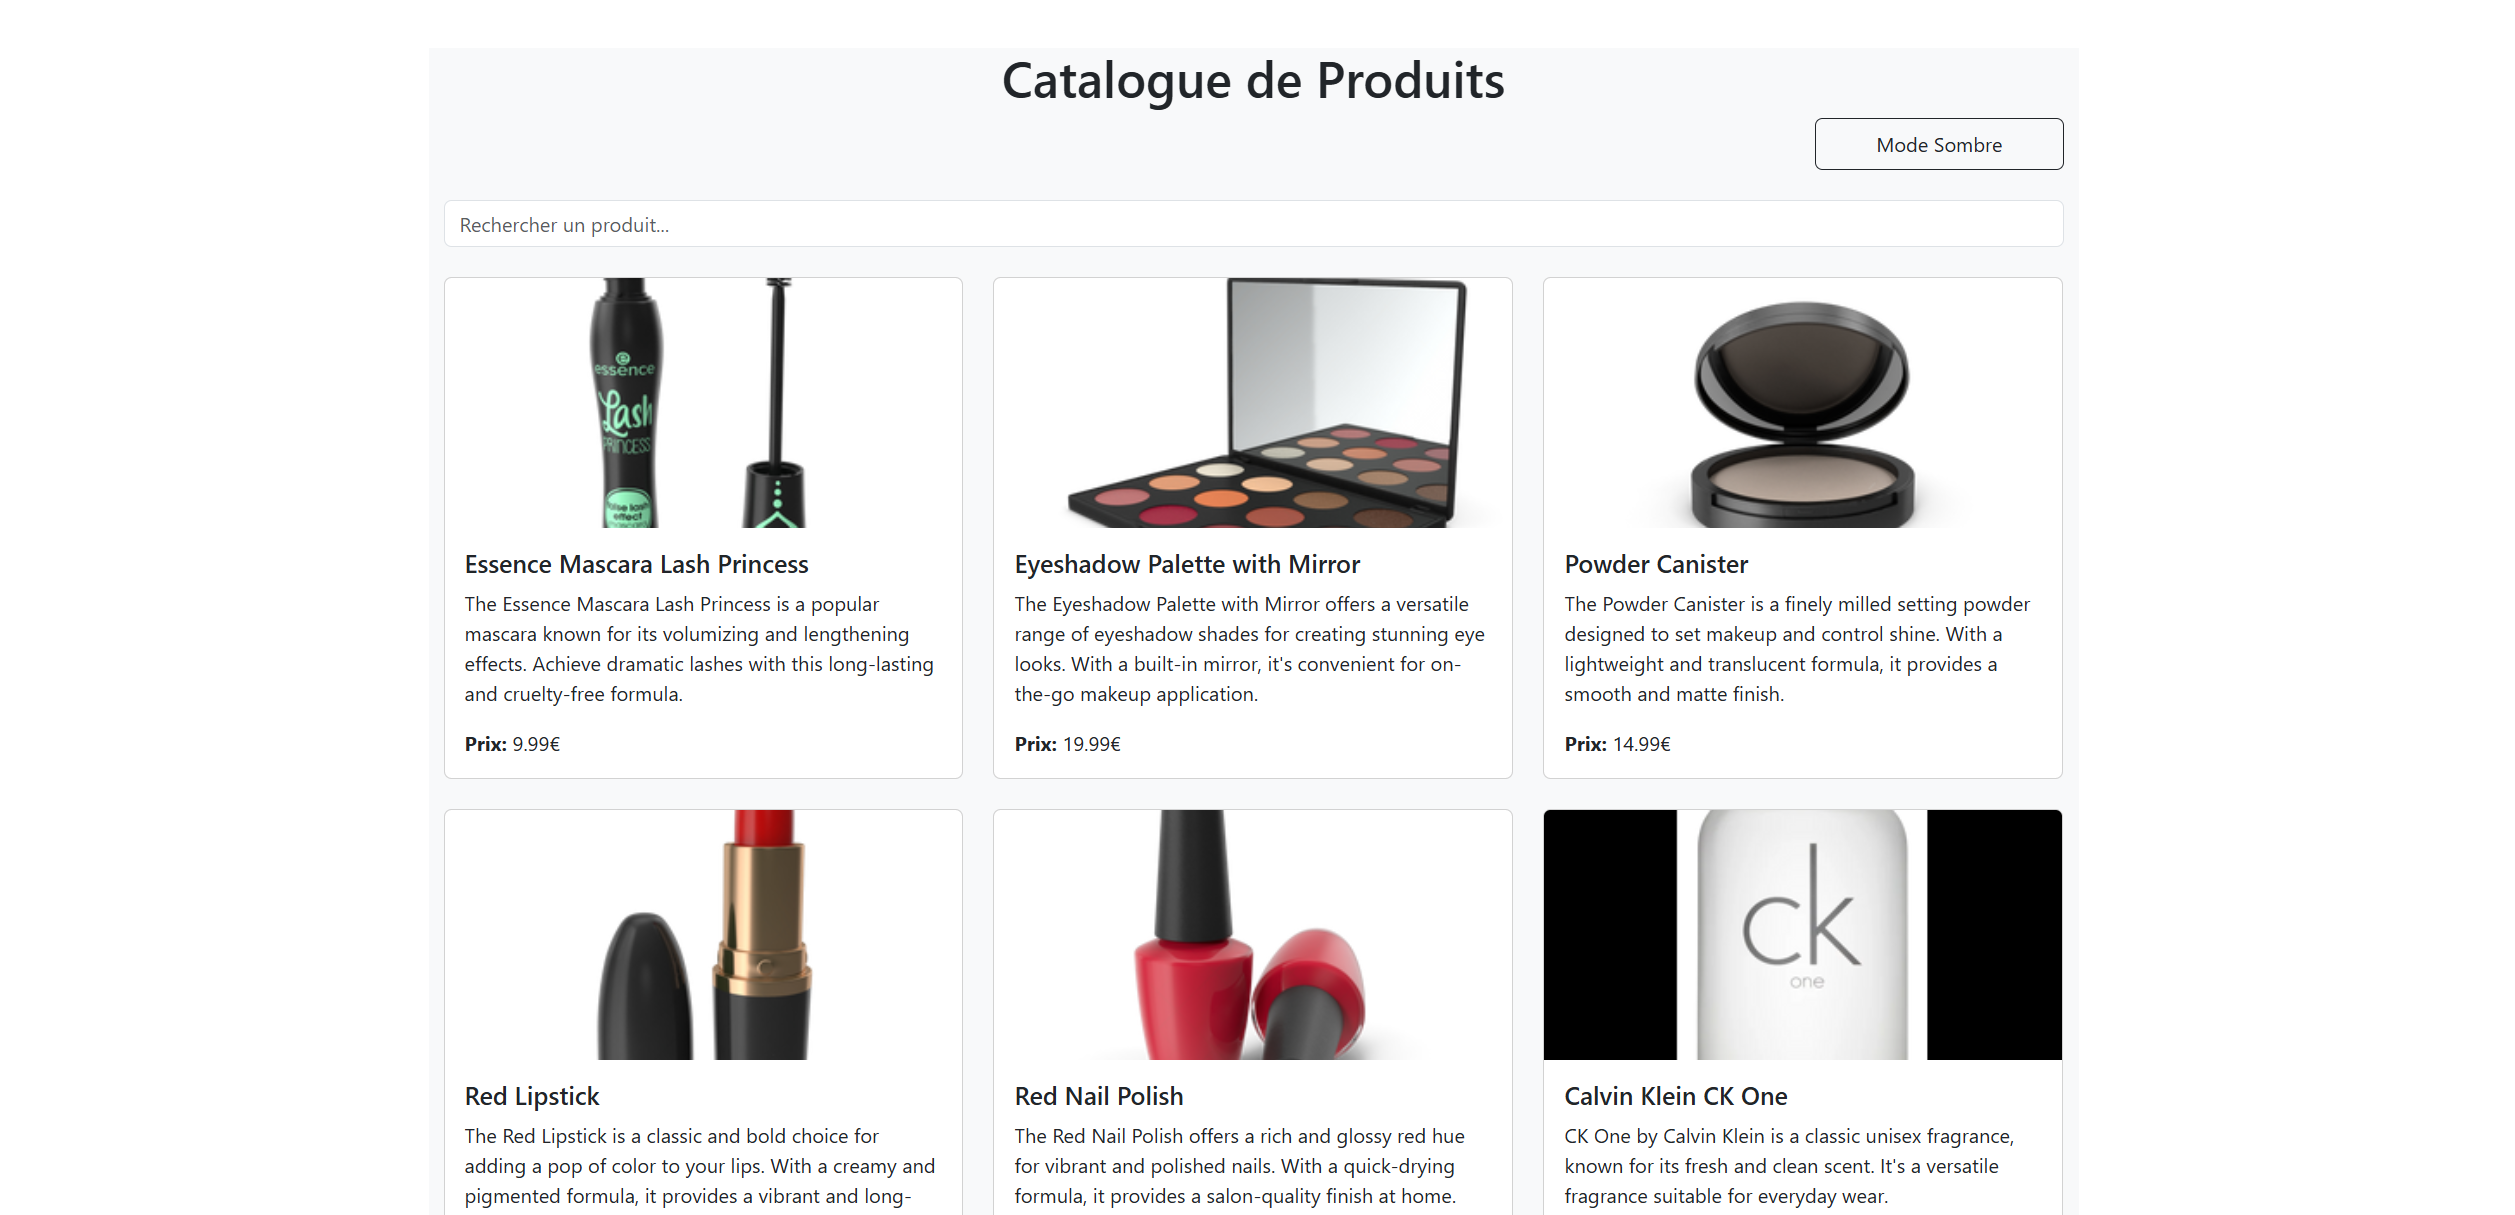 Catalogue de Produits
Mode Sombre
Rechercher un produit...
essence
Lash
PRINCESS
false lash
effect
Essence Mascara Lash Princess
The Essence Mascara Lash Princess is a popular
mascara known for its volumizing and lengthening
effects. Achieve dramatic lashes with this long-lasting
and cruelty-free formula.
Prix: 9.99€
Eyeshadow Palette with Mirror
The Eyeshadow Palette with Mirror offers a versatile
range of eyeshadow shades for creating stunning eye
looks. With a built-in mirror, it's convenient for on-
the-go makeup application.
Prix: 19.99€
Powder Canister
The Powder Canister is a finely milled setting powder
designed to set makeup and control shine. With a
lightweight and translucent formula, it provides a
smooth and matte finish.
Prix: 14.99€
Red Lipstick
The Red Lipstick is a classic and bold choice for
adding a pop of color to your lips. With a creamy and
pigmented formula, it provides a vibrant and long-
Red Nail Polish
The Red Nail Polish offers a rich and glossy red hue
for vibrant and polished nails. With a quick-drying
formula, it provides a salon-quality finish at home.
ck
one
Calvin Klein CK One
CK One by Calvin Klein is a classic unisex fragrance,
known for its fresh and clean scent. It's a versatile
fragrance suitable for everyday wear.